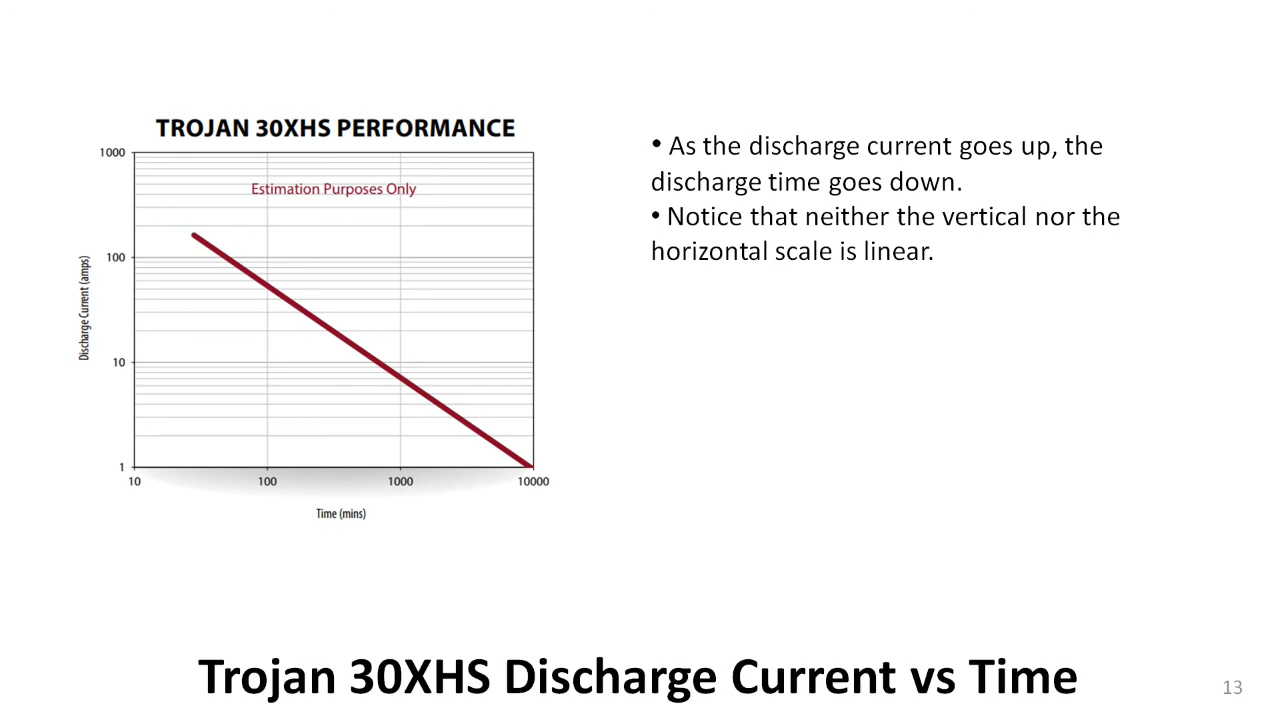 TROJAN 30XHS PERFORMANCE
1000
Estimation Purposes Only
100
Discharge Current (amps)
10
1
10 100 1000 10000
Time (mins)
• As the discharge current goes up, the
discharge time goes down.
• Notice that neither the vertical nor the
horizontal scale is linear.
Trojan 30XHS Discharge Current vs Time
13